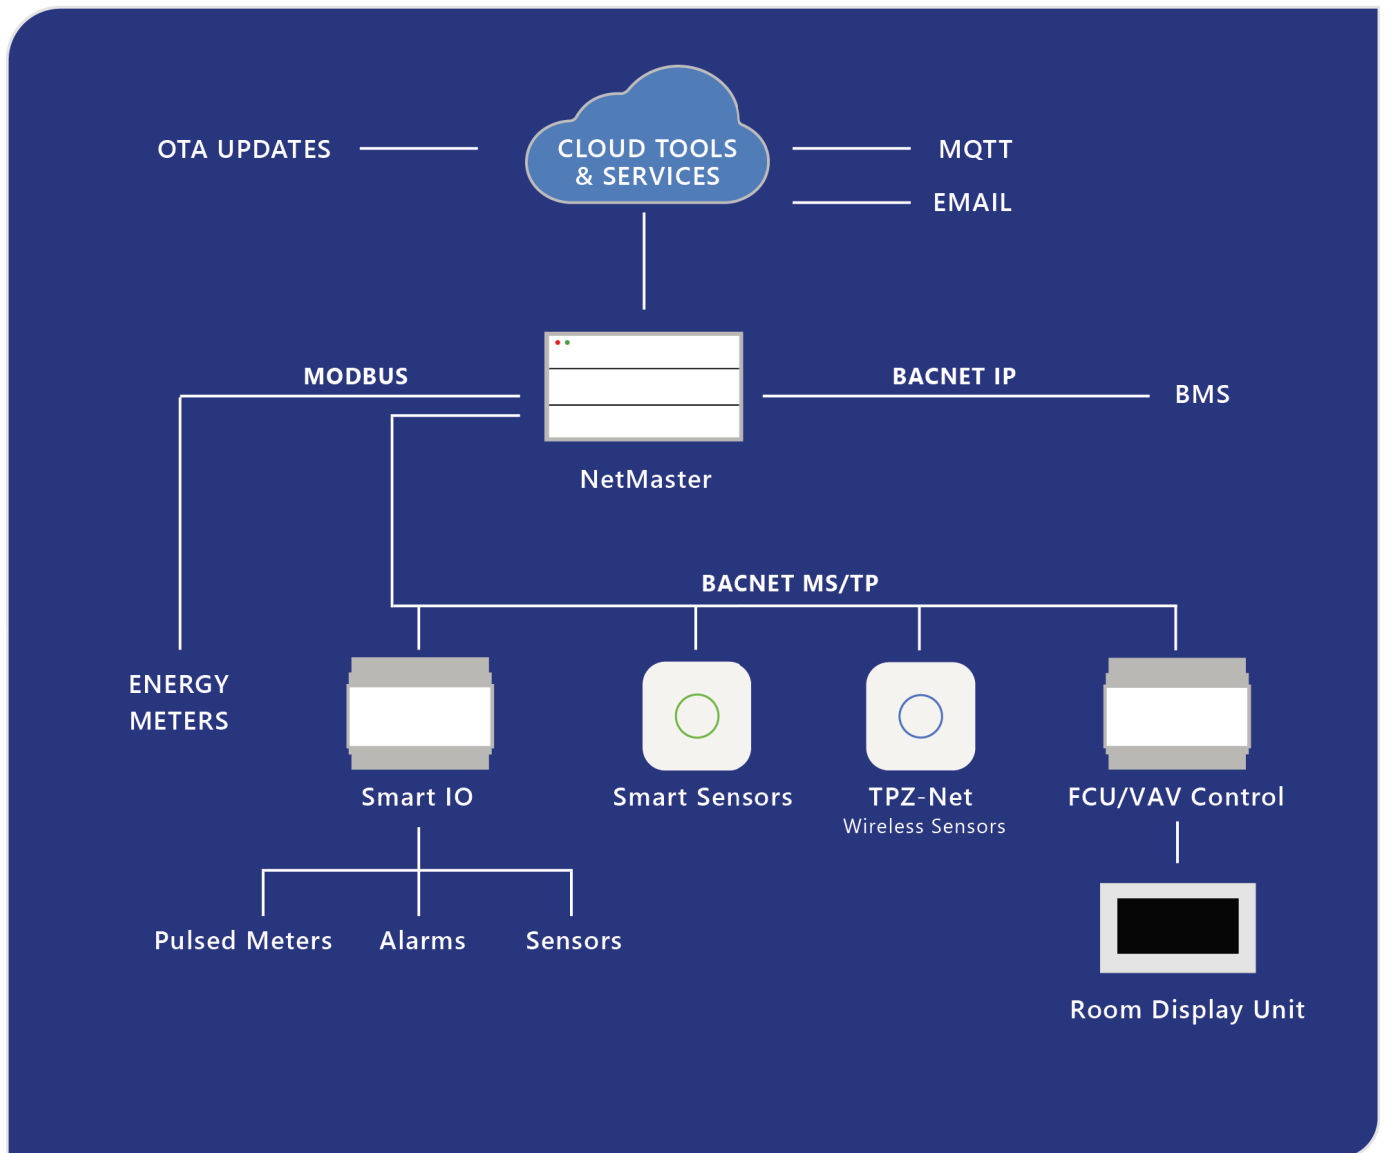 OTA UPDATES
CLOUD TOOLS
& SERVICES
MQTT
EMAIL
MODBUS
BACNET IP
BMS
NetMaster
BACNET MS/TP
ENERGY
METERS
Smart IO
Smart Sensors
TPZ-Net
Wireless Sensors
FCU/VAV Control
Pulsed Meters
Alarms
Sensors
Room Display Unit